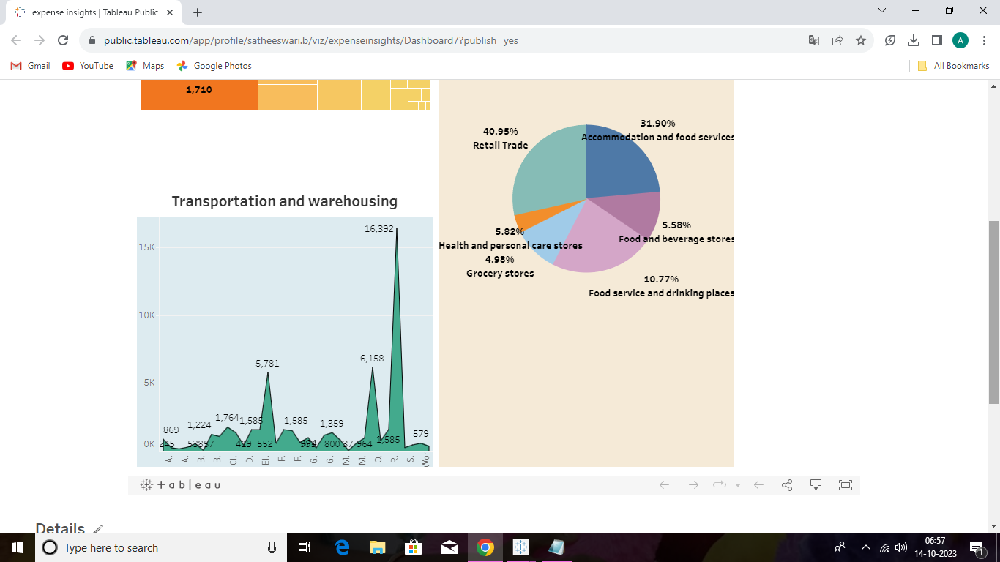 expense insights | Tableau Public
public.tableau.com/app/profile/satheeswari.b/viz/expenseinsights/Dashboard7?publish=yes
A
Gmail
YouTube
Maps
Google Photos
All Bookmarks
1,710
40.95%
Retail Trade
31.90%
Accommodation and food services
5.82%
Health and personal care stores
4.98%
Grocery stores
5.58%
Food and beverage stores
10.77%
Food service and drinking places
Transportation and warehousing
15K
10K
5K
0K
16,392
5,781
6,158
869
1,224
1,764
1,585
1,585
1,359
579
245
419
552
800
37
964
1,585
A..
A..
B..
B..
Cl..
D..
El..
F..
F..
G..
G..
M..
M..
O..
R..
S..
Wor
+ a b | e a u
Details
Type here to search
06:57
14-10-2023
1